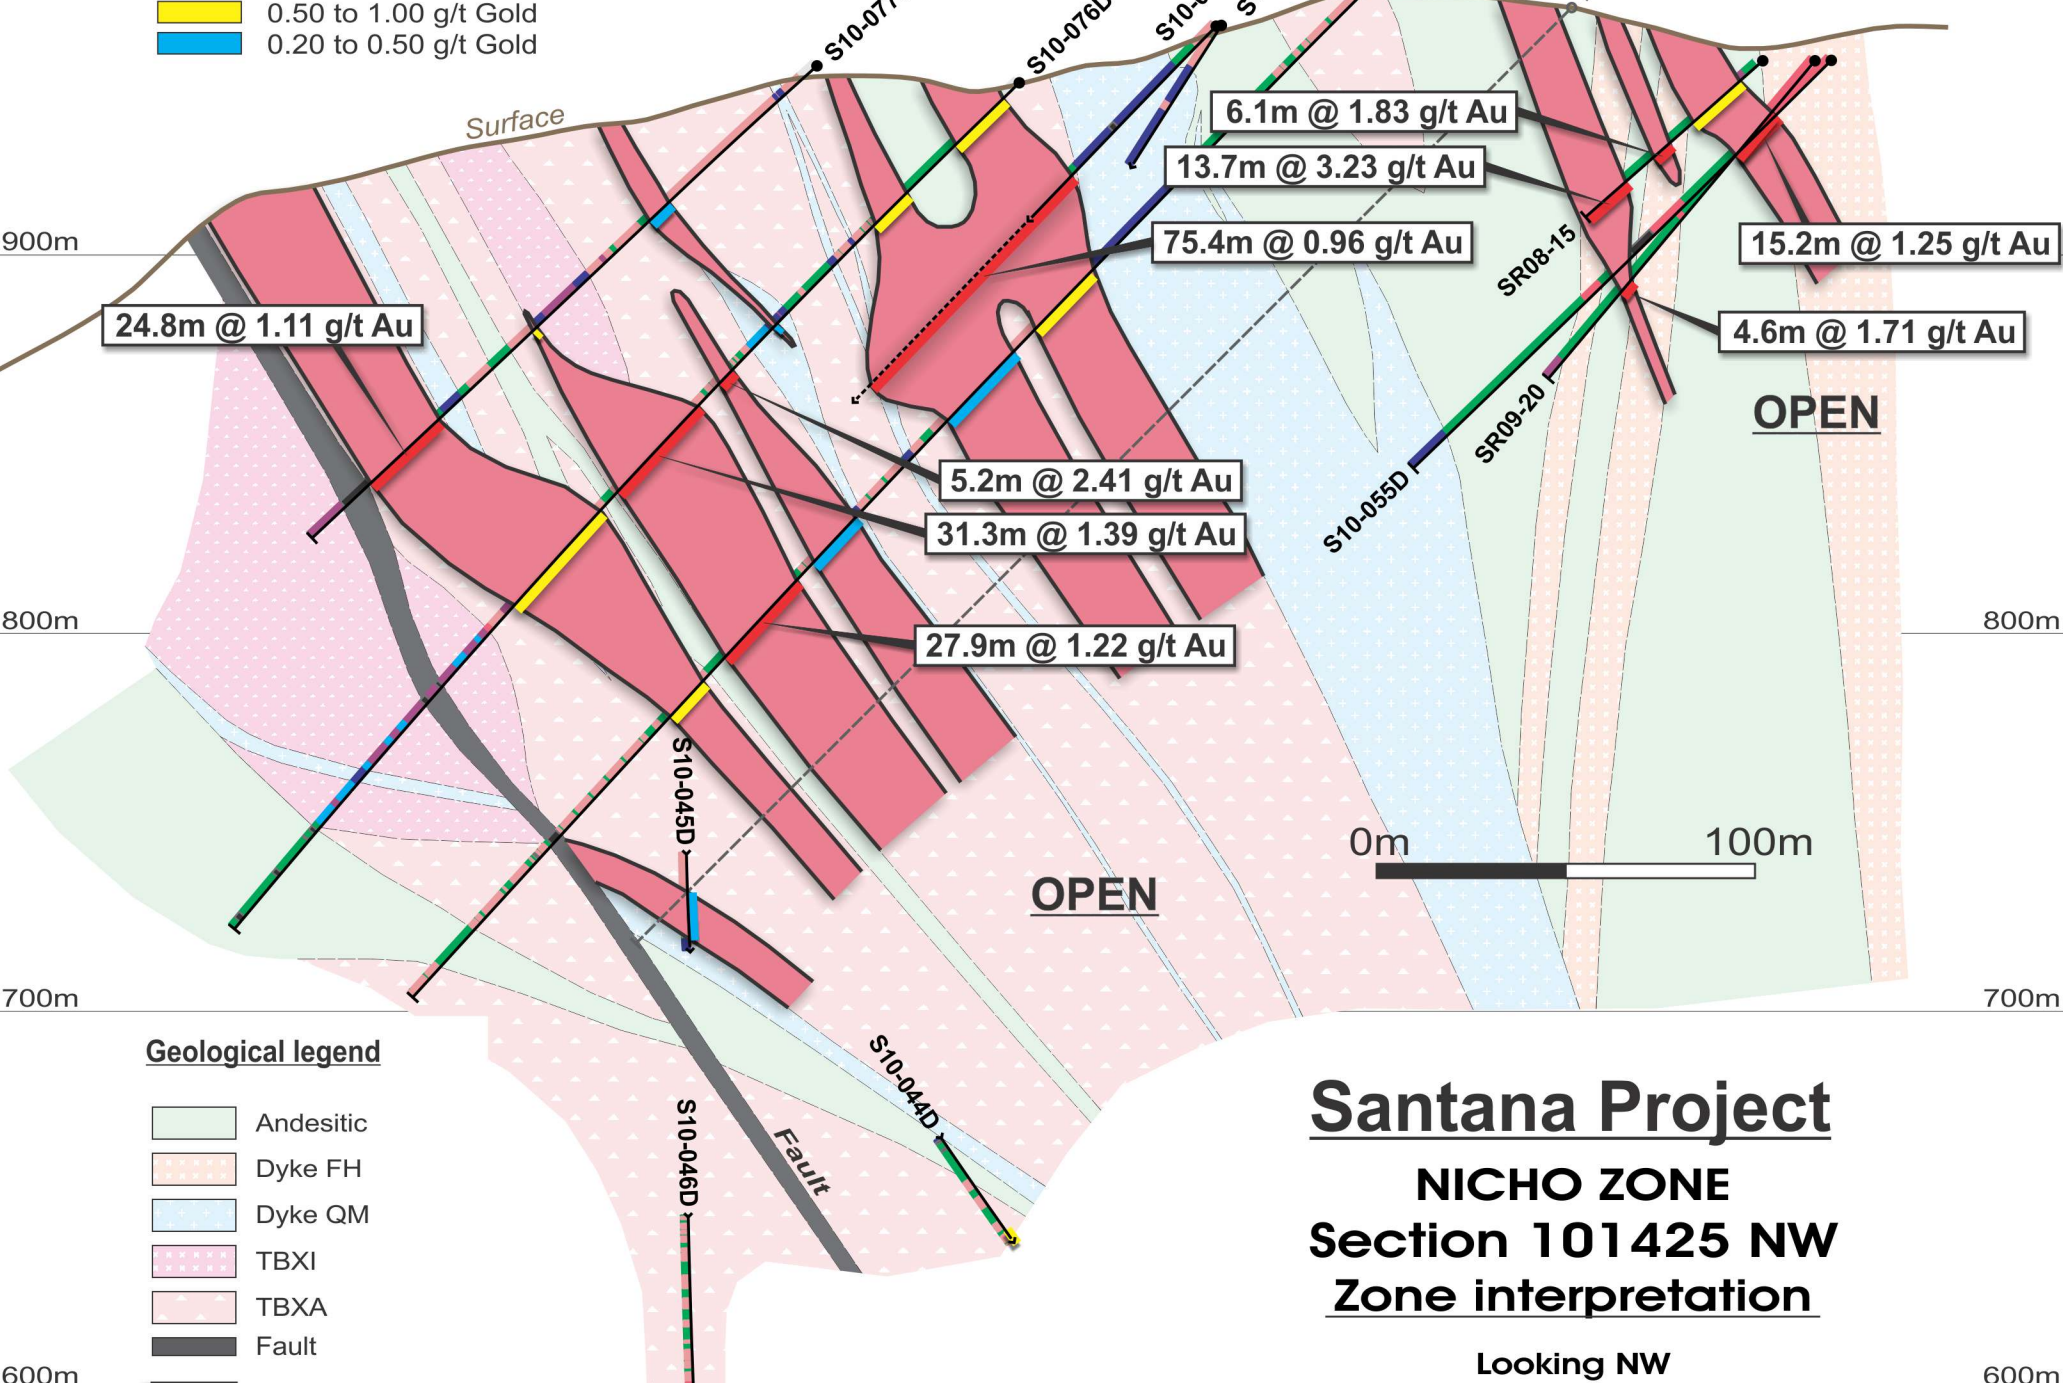 0.50 to 1.00 g/t Gold
0.20 to 0.50 g/t Gold
S10-077
S10-076D
S10-
S
Surface
6.1m @ 1.83 g/t Au
13.7m @ 3.23 g/t Au
900m
75.4m @ 0.96 g/t Au
15.2m @ 1.25 g/t Au
SR08-15
24.8m @ 1.11 g/t Au
4.6m @ 1.71 g/t Au
OPEN
SR09-20
5.2m @ 2.41 g/t Au
S10-055D
31.3m @ 1.39 g/t Au
800m
800m
27.9m @ 1.22 g/t Au
S10-045D
0m
100m
OPEN
700m
700m
Geological legend
Andesitic
Dyke FH
Dyke QM
TBXI
TBXA
Fault
S10-044D
S10-046D
Fault
Santana Project
NICHO ZONE
Section 101425 NW
Zone interpretation
Looking NW
600m
600m